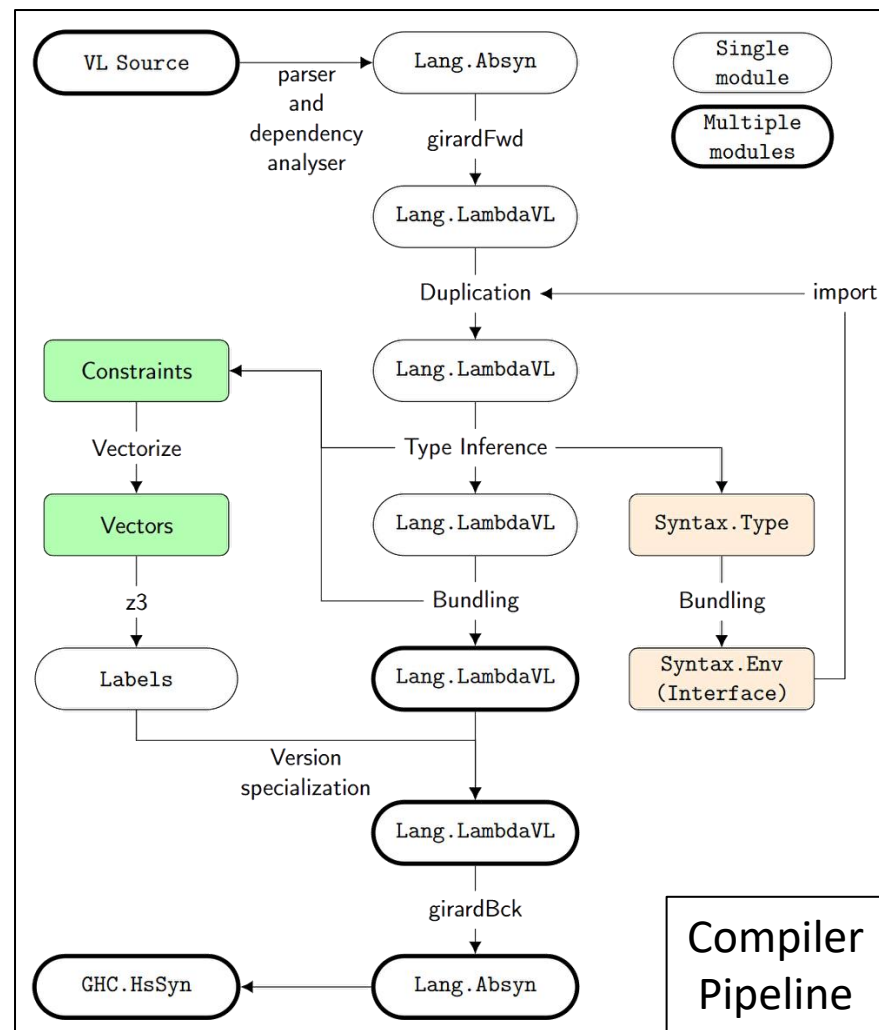 VL Source
parser
and
dependency
analyser
Lang.Absyn
Single
module
Multiple
modules
girardFwd
Lang.LambdaVL
Duplication
import
Constraints
Lang.LambdaVL
Vectorize
Type Inference
Vectors
Lang.LambdaVL
Syntax.Type
z3
Bundling
Bundling
Labels
Lang.LambdaVL
Syntax.Env
(Interface)
Version
specialization
Lang.LambdaVL
girardBck
GHC.HsSyn
Lang.Absyn
Compiler
Pipeline